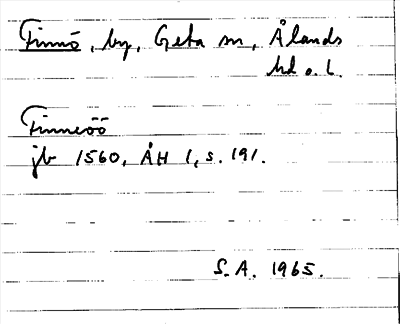 Finnö, by, Geta sn, Ålands
hd o. l.
Finneöö
jb 1560, ÅH 1, s. 191.
S.A. 1965.